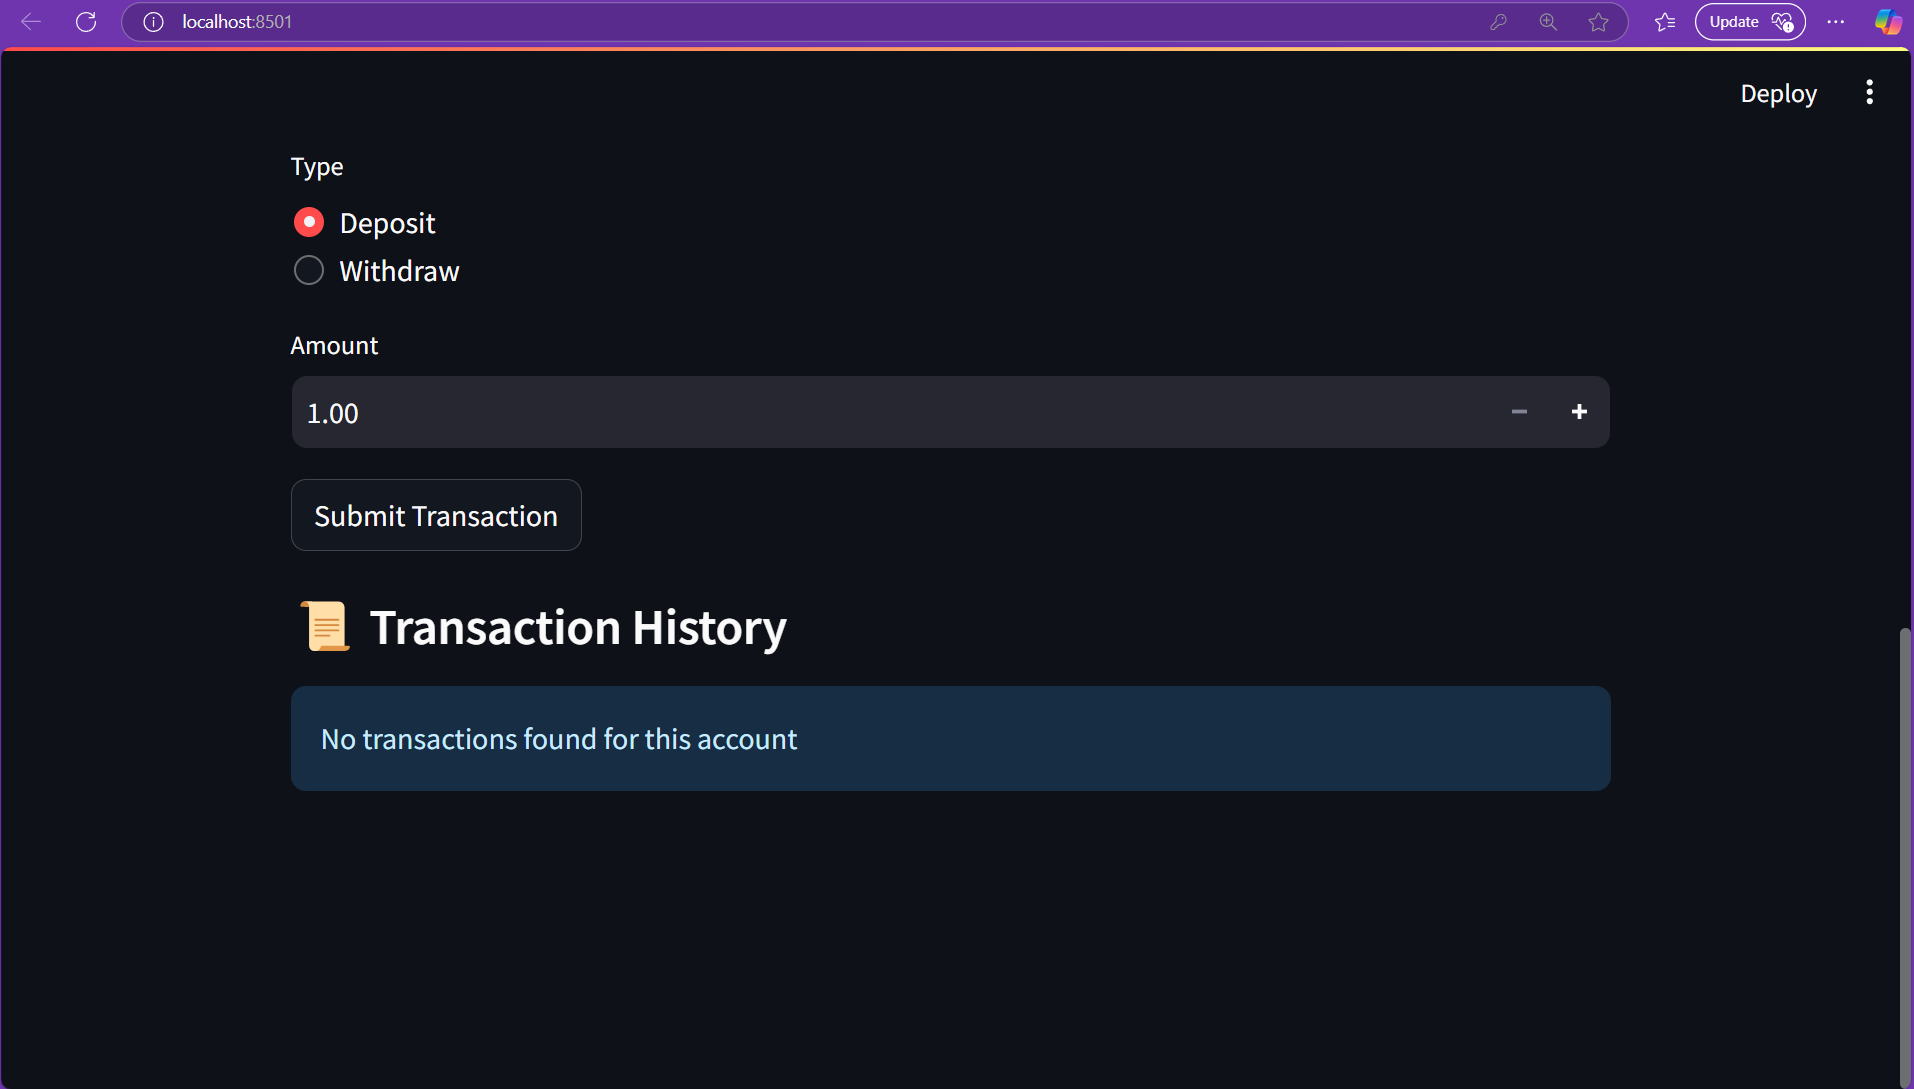 localhost:8501
Update
Deploy
Type
Deposit
Withdraw
Amount
1.00
Submit Transaction
Transaction History
No transactions found for this account